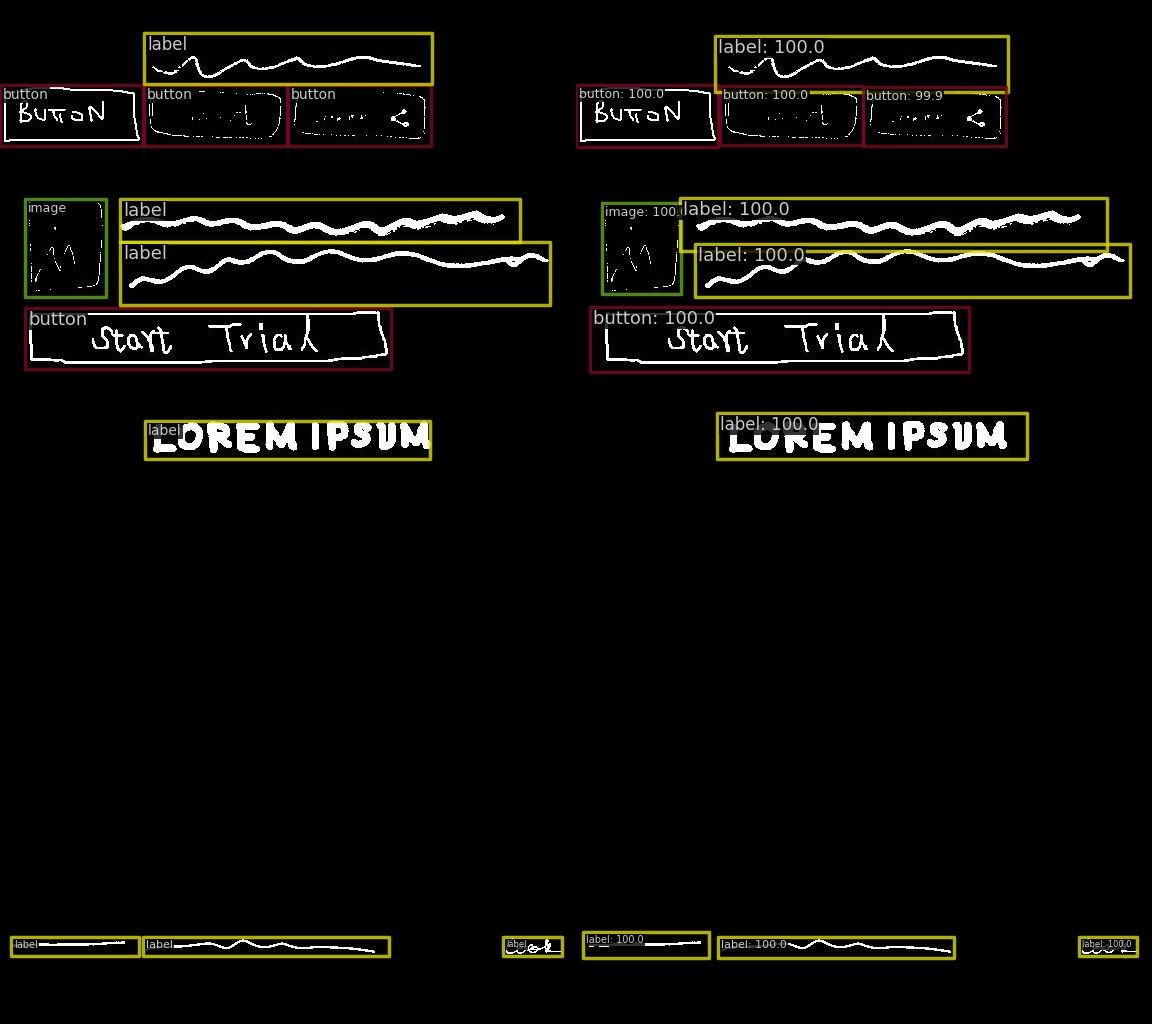 label label: 100.0
button button button button: 100.0 button: 100.0 button: 99.9
BUTTON BUTTON
image label image: 100.0 label: 100.0
label label: 100.0
button button: 100.0
Start Trial Start Trial
label label: 100.0
LOREM IPSUM LOREM IPSUM
label label label label: 100.0 label: 100.0 label: 100.0